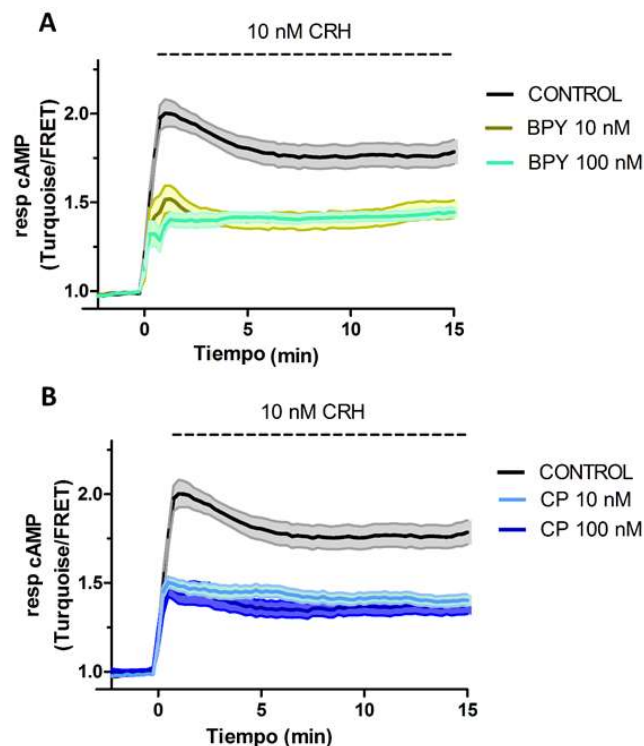 A
10 nM CRH
CONTROL
BPY 10 nM
BPY 100 nM
resp cAMP
(Turquoise/FRET)
2.0
1.5
1.0
0 5 10 15
Tiempo (min)
B
10 nM CRH
CONTROL
CP 10 nM
CP 100 nM
resp cAMP
(Turquoise/FRET)
2.0
1.5
1.0
0 5 10 15
Tiempo (min)